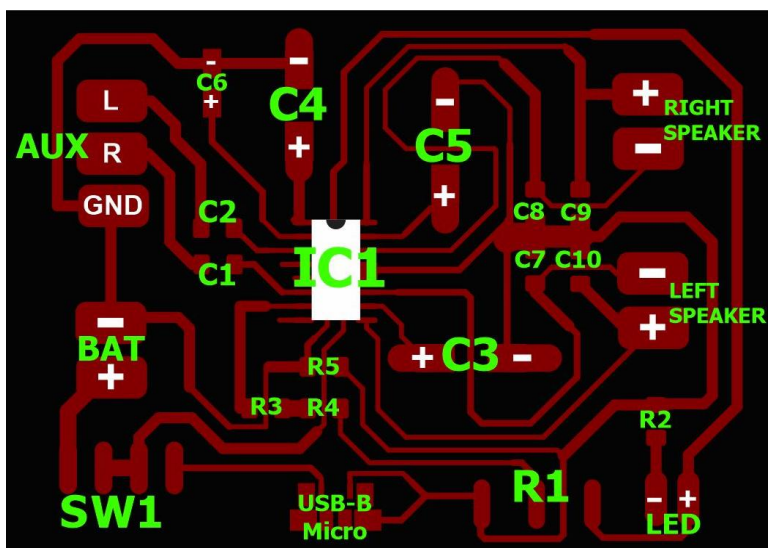 -
C6
+
-
C4
+
-
C5
+
+
RIGHT
SPEAKER
-
L
AUX
R
GND
C2
C1
IC1
C8
C9
C7
C10
-
LEFT
SPEAKER
+
-
BAT
+
+
C3
-
R5
R3
R4
R2
SW1
USB-B
Micro
R1
-
+
LED